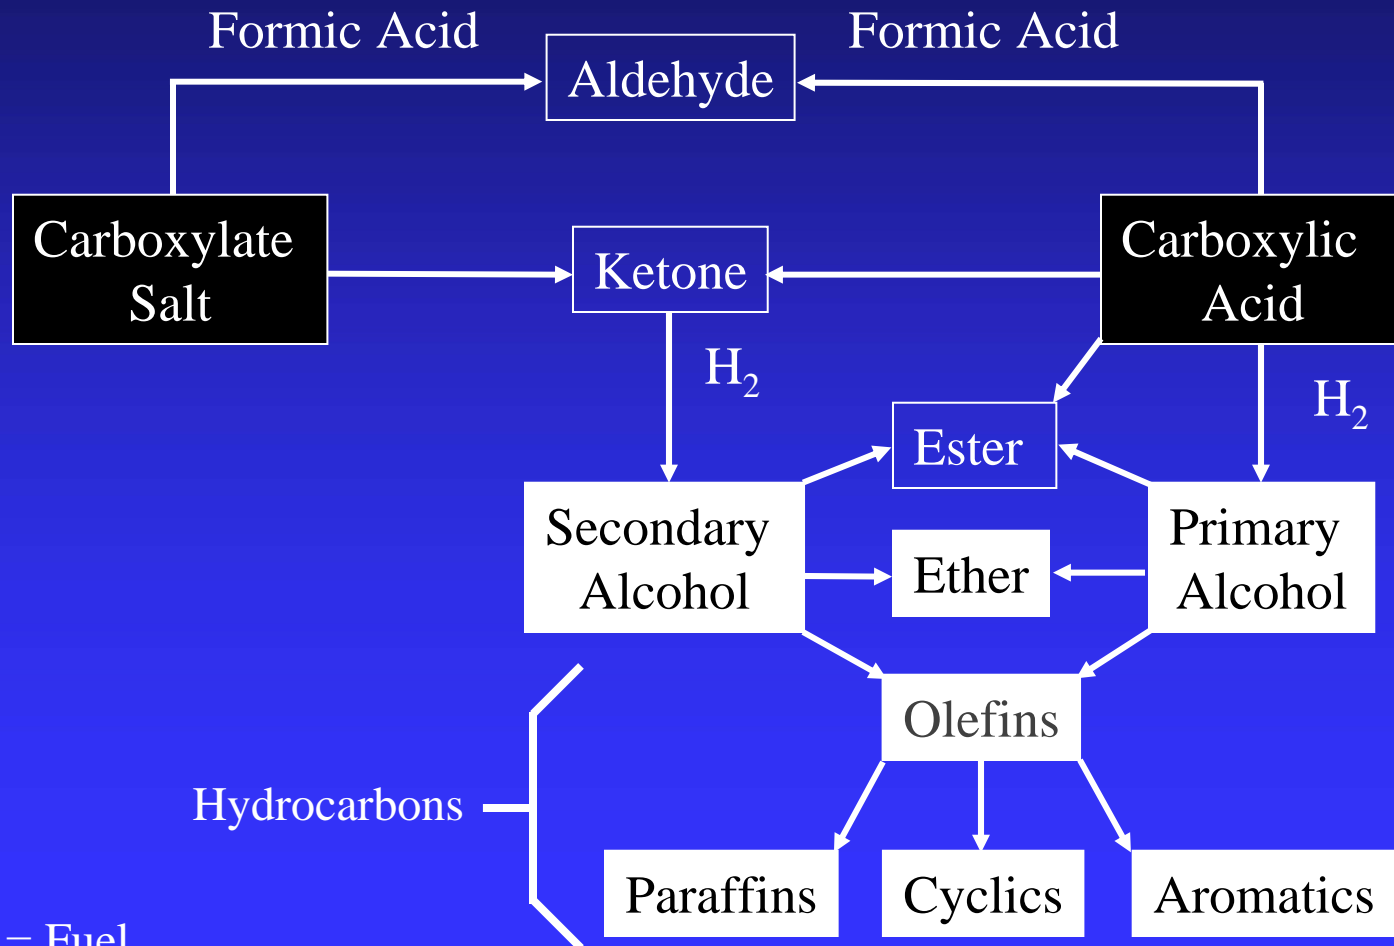 Formic Acid
Formic Acid
Aldehyde
Carboxylate
Salt
Ketone
Carboxylic
Acid
H₂
H₂
Ester
Secondary
Alcohol
Ether
Primary
Alcohol
Olefins
Hydrocarbons
Paraffins
Cyclics
Aromatics
= Fuel